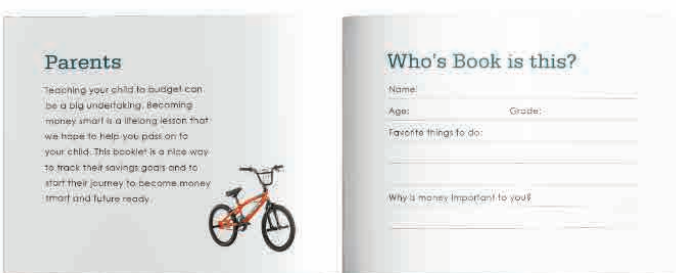 Parents
Teaching your child to budget can
be a big undertaking. Becoming
money smart is a lifelong lesson that
we hope to help you pass on to
your child. This booklet is a nice way
to track their savings goals and to
start their journey to become money
smart and future ready.
Who's Book is this?
Name:
Age: Grade:
Favorite things to do:
Why is money important to you?